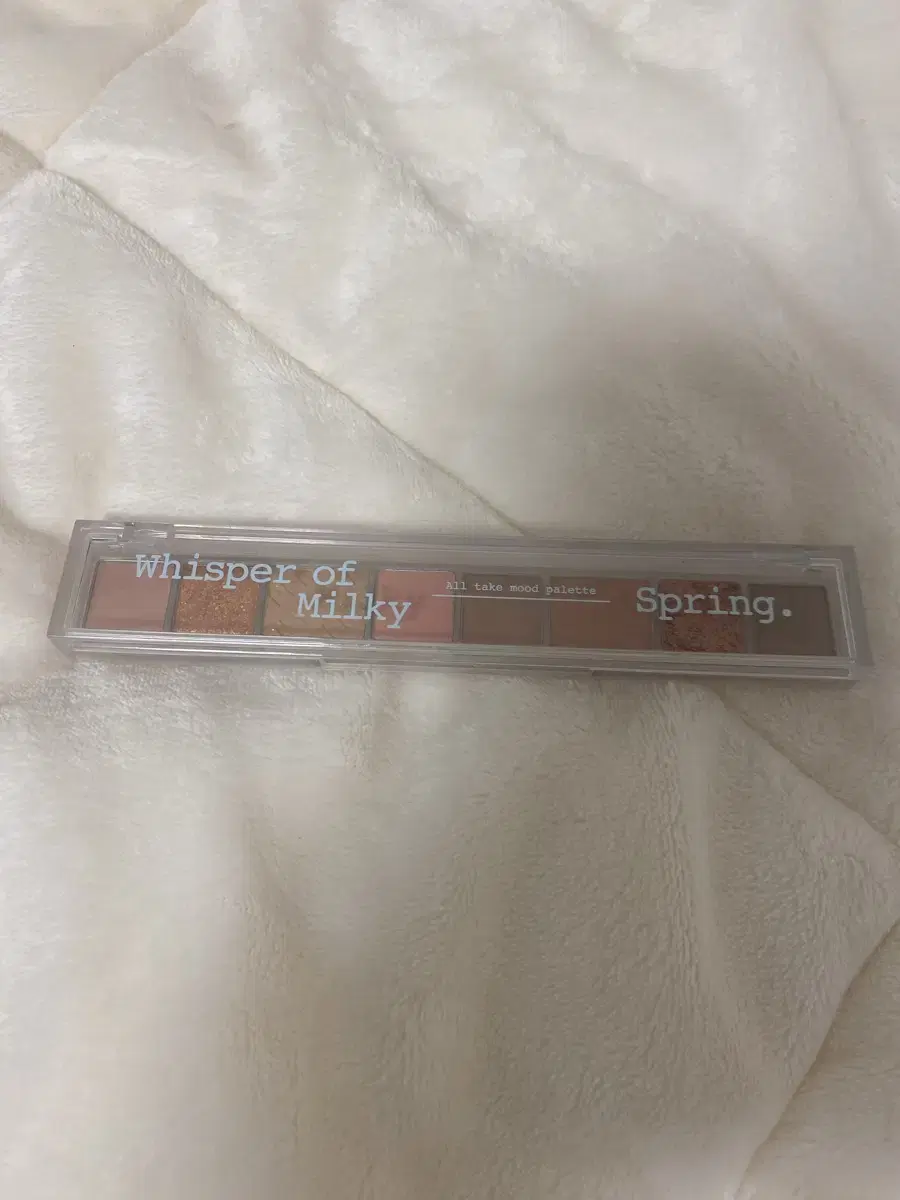 Whisper of
Milky
All take mood palette
Spring.